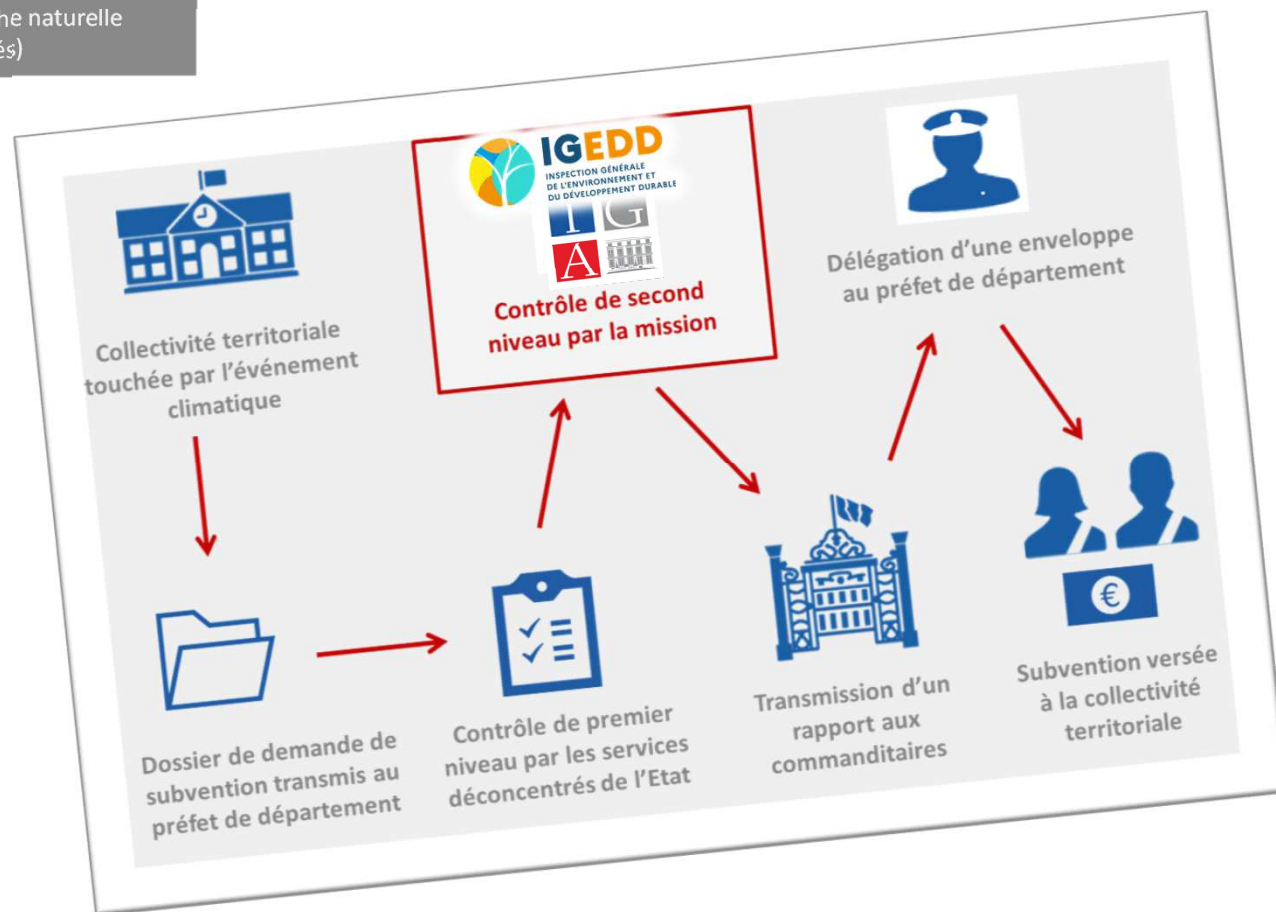 naturelle
IGEDD
INSPECTION GÉNÉRALE
DE L'ENVIRONNEMENT ET
DU DÉVELOPPEMENT DURABLE
I G
A
Contrôle de second
niveau par la mission
Délégation d'une enveloppe
au préfet de département
Collectivité territoriale
touchée par l'événement
climatique
Dossier de demande de
subvention transmis au
préfet de département
Contrôle de premier
niveau par les services
déconcentrés de l'Etat
Transmission d'un
rapport aux
commanditaires
€
Subvention versée
à la collectivité
territoriale